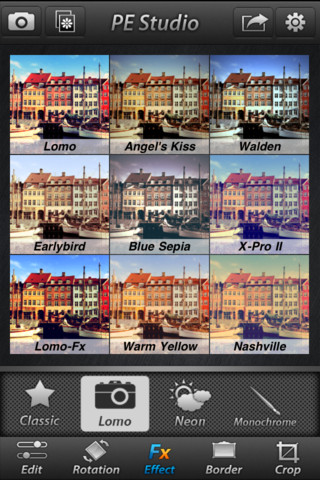 PE Studio
Lomo
Angel's Kiss
Walden
Earlybird
Blue Sepia
X-Pro II
Lomo-Fx
Warm Yellow
Nashville
Classic
Lomo
Neon
Monochrome
Fx
Edit
Rotation
Effect
Border
Crop